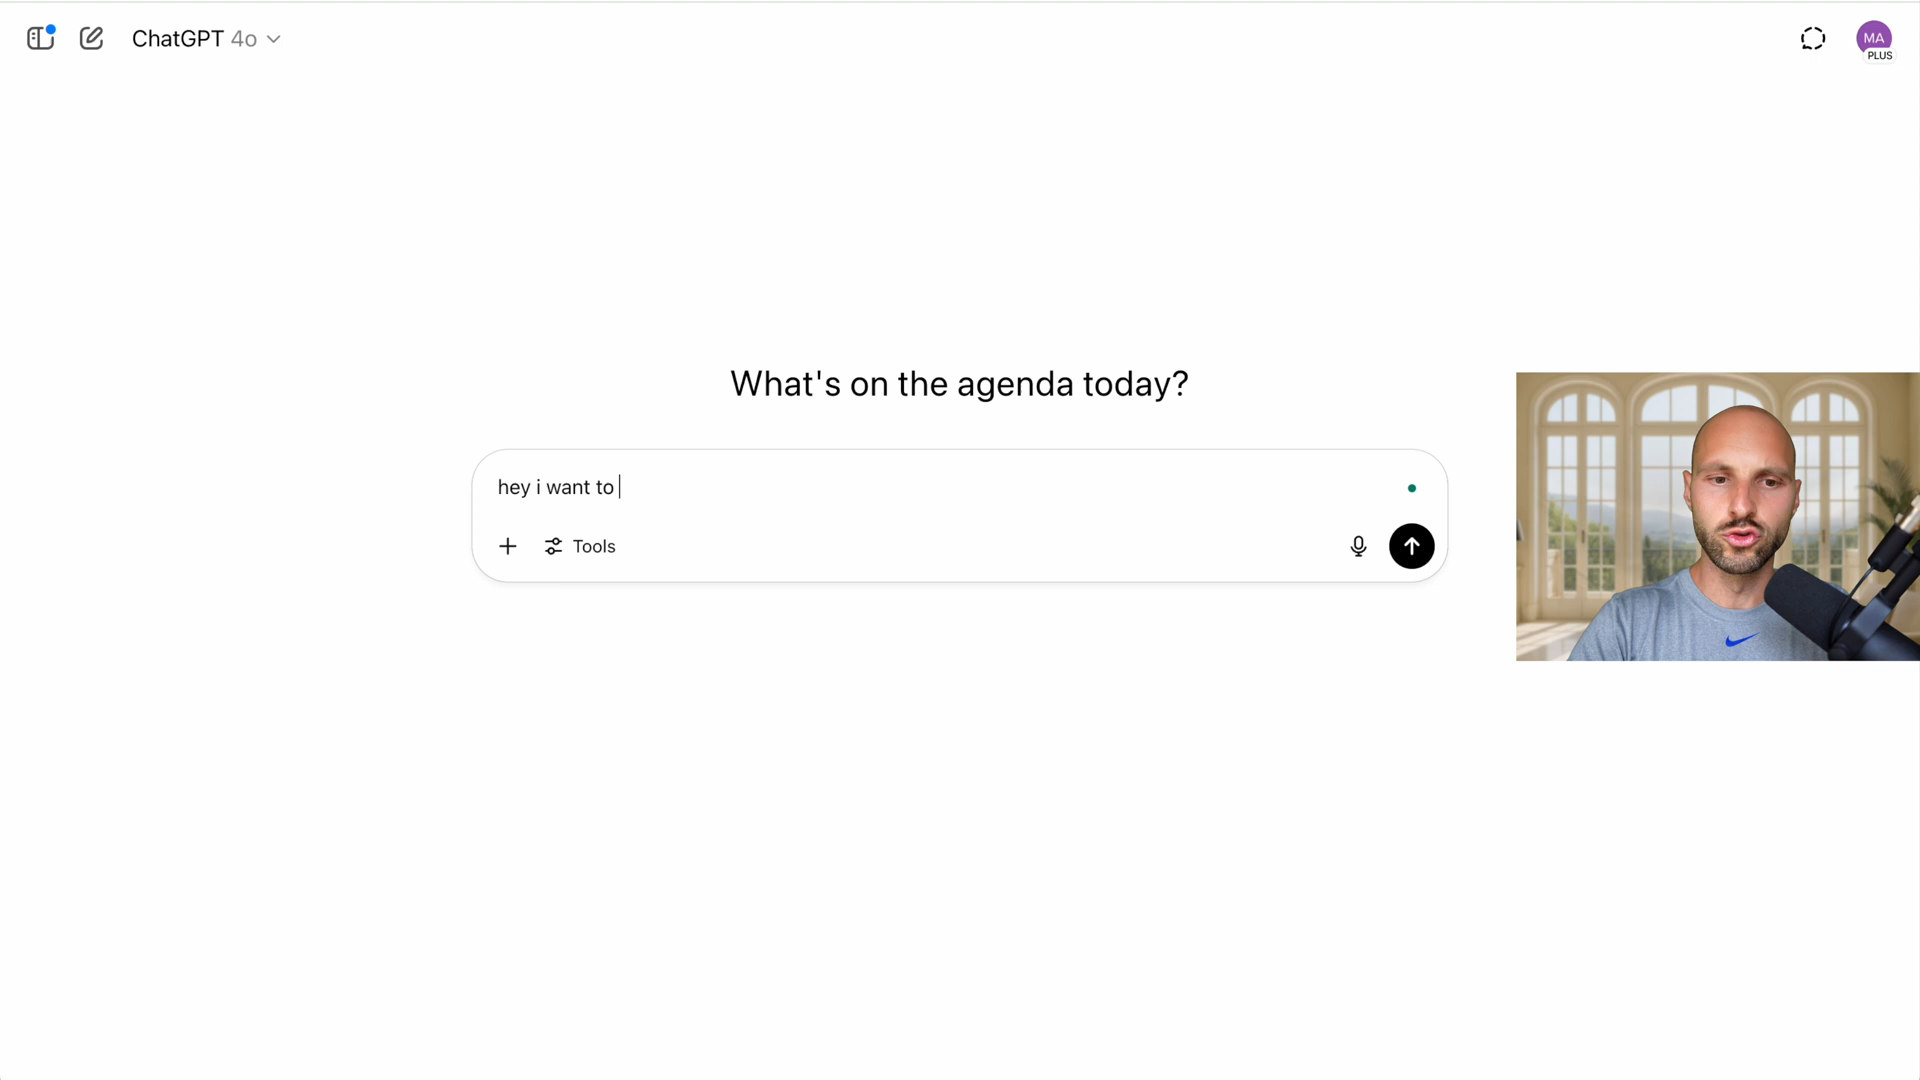 ChatGPT 4o
MA
PLUS
What's on the agenda today?
hey i want to
Tools